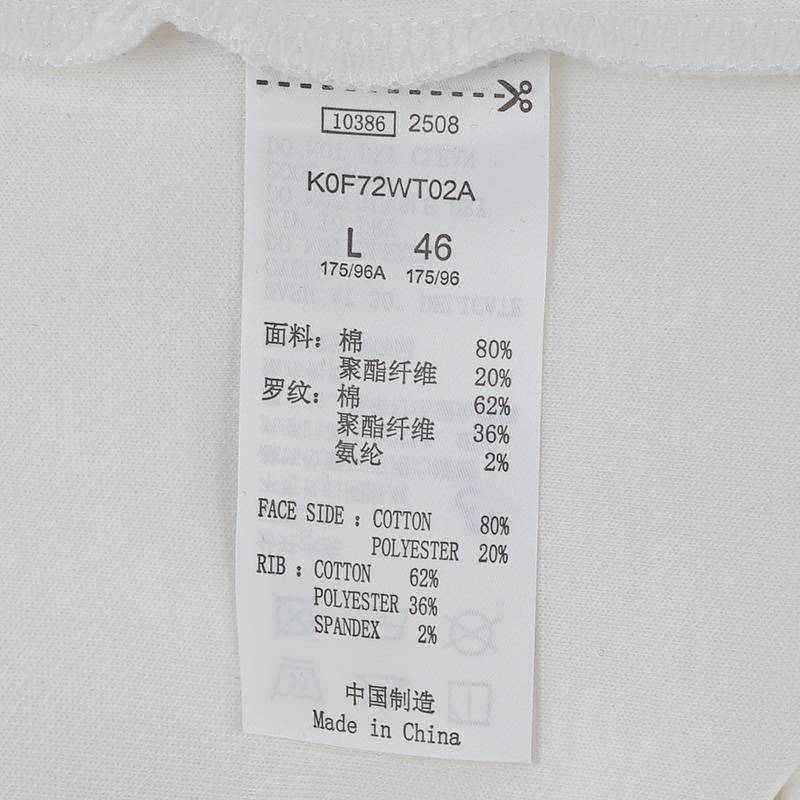 10386 2508
K0F72WT02A
L 46
175/96A 175/96
面料: 棉 80%
聚酯纤维 20%
罗纹: 棉 62%
聚酯纤维 36%
氨纶 2%
FACE SIDE : COTTON 80%
POLYESTER 20%
RIB : COTTON 62%
POLYESTER 36%
SPANDEX 2%
中国制造
Made in China